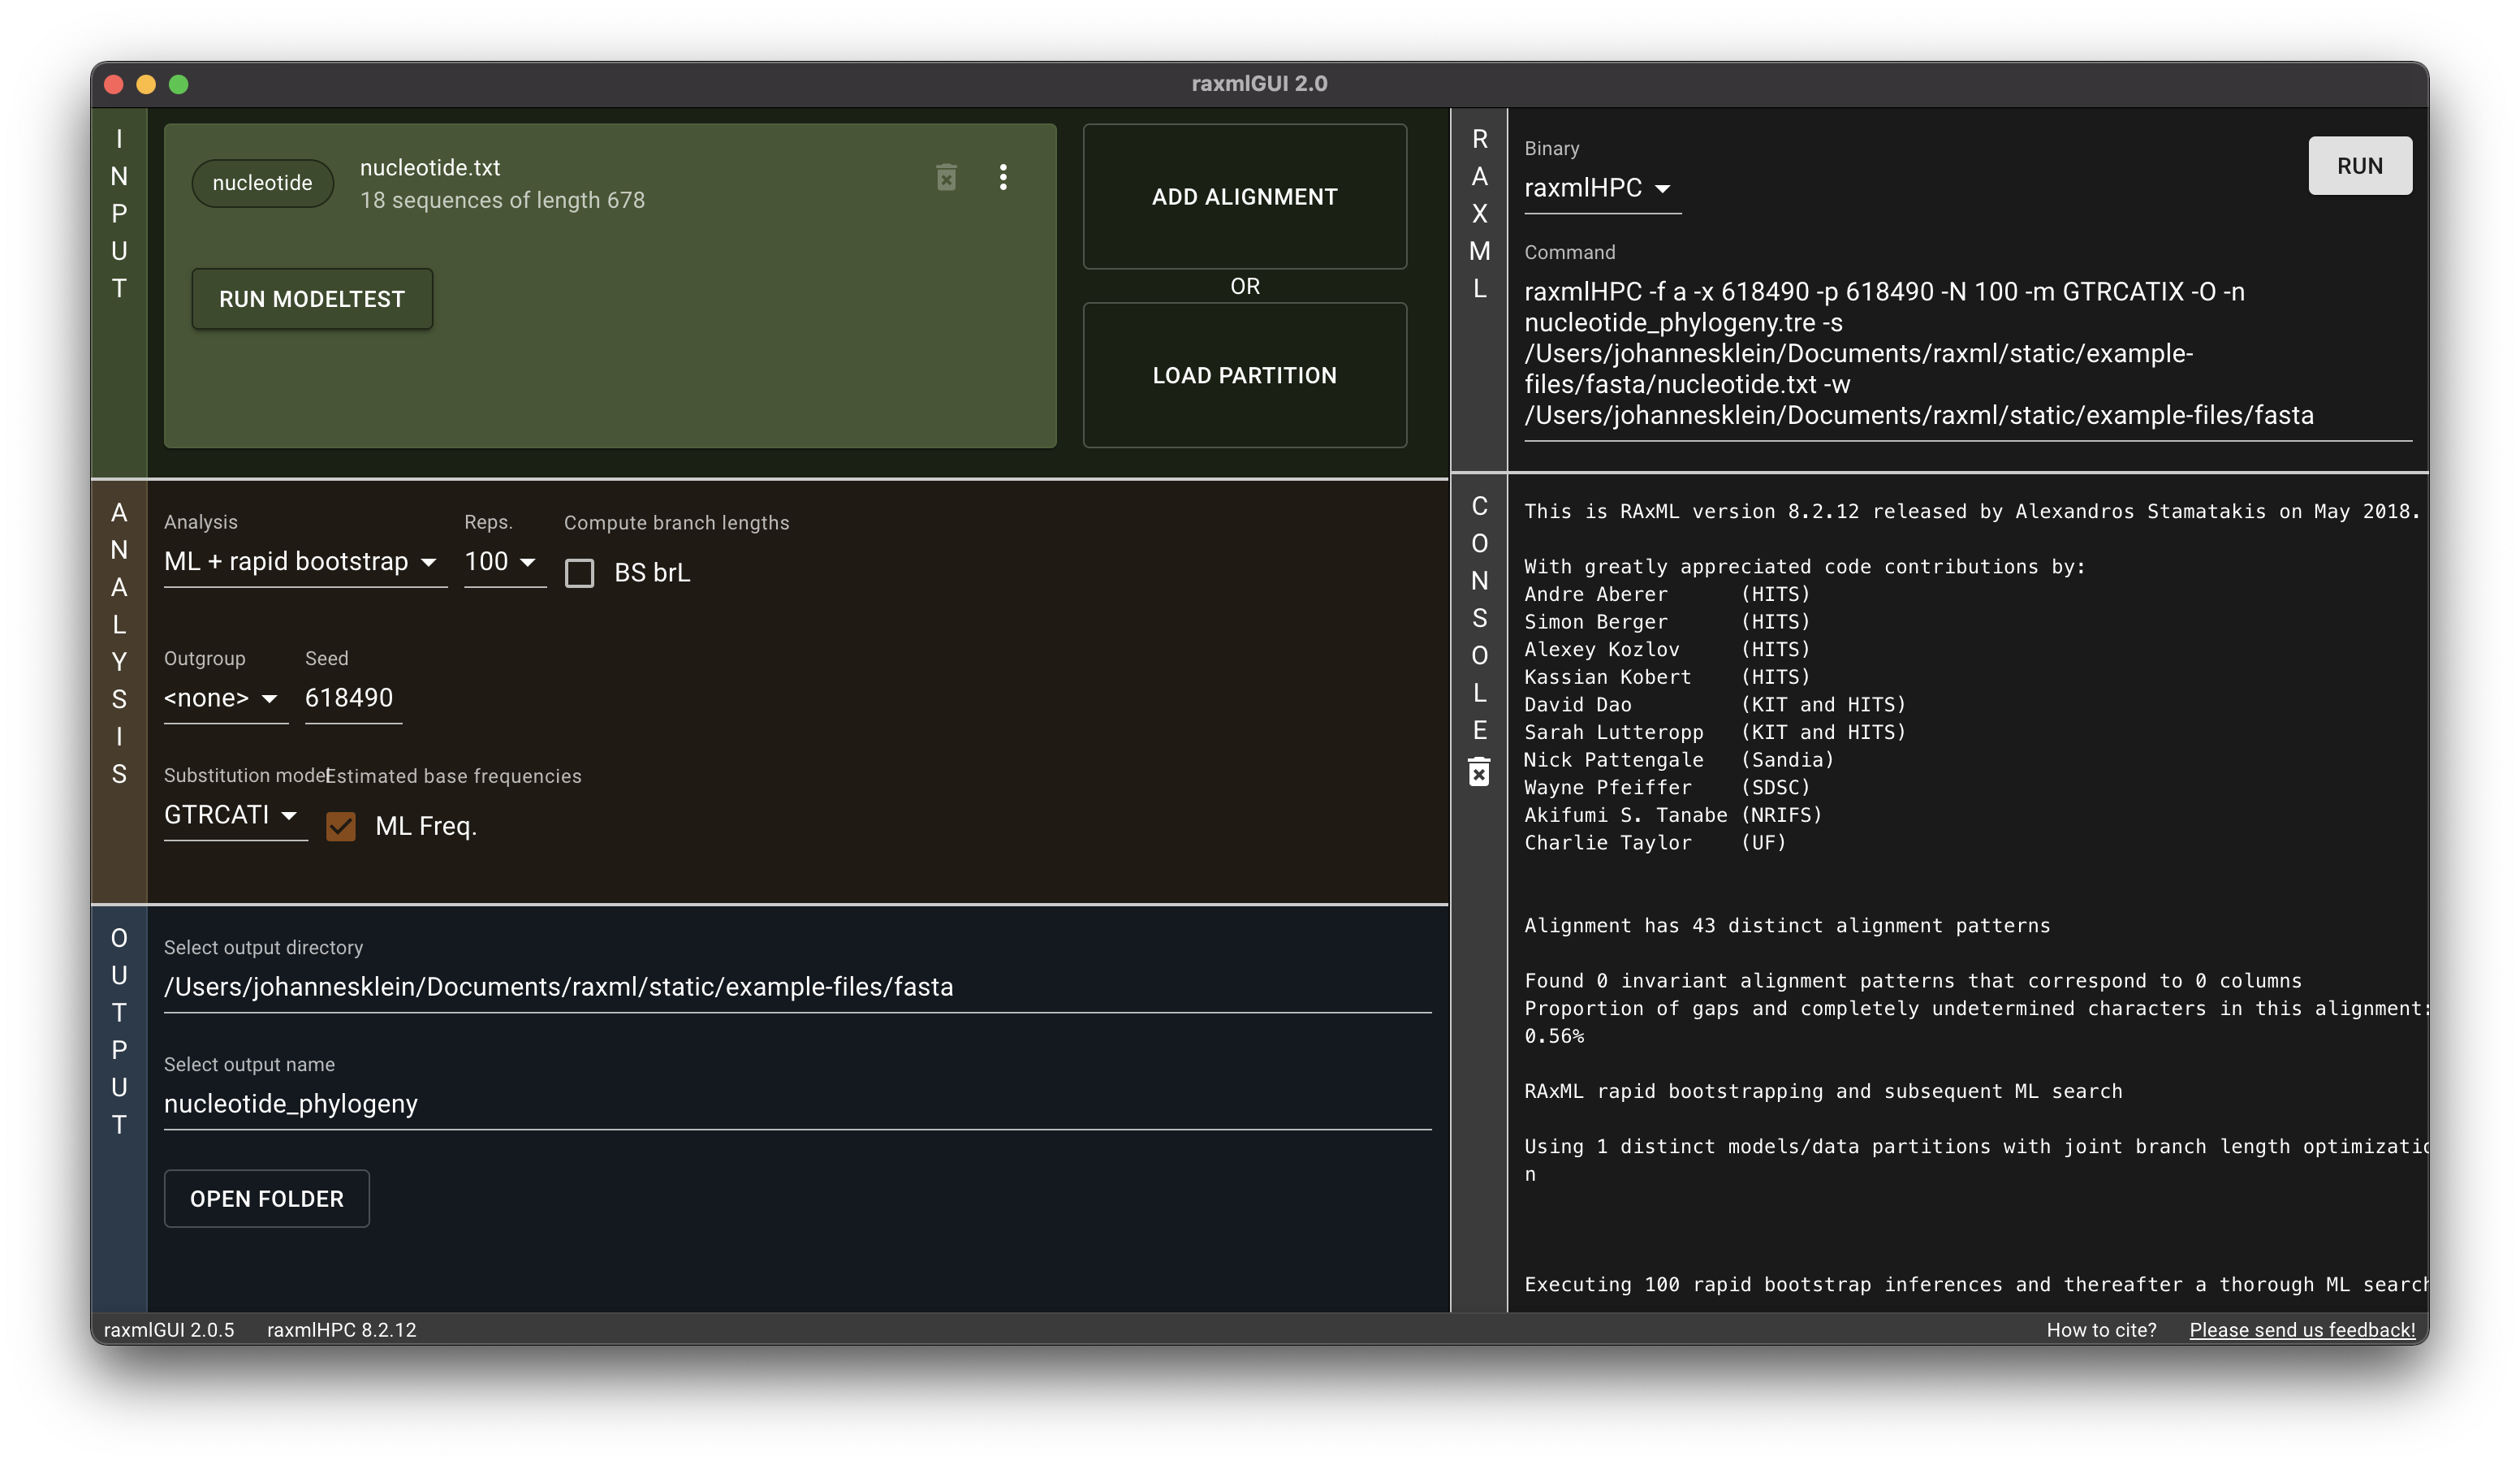 raxmlGUI 2.0
INPUT
nucleotide
nucleotide.txt
18 sequences of length 678
RUN MODELTEST
ADD ALIGNMENT
OR
LOAD PARTITION
ANALYSIS
Analysis
ML + rapid bootstrap
Reps.
100
Compute branch lengths
BS brL
Outgroup
<none>
Seed
618490
Substitution model
GTRCATI
Estimated base frequencies
ML Freq.
OUTPUT
Select output directory
/Users/johannesklein/Documents/raxml/static/example-files/fasta
Select output name
nucleotide_phylogeny
OPEN FOLDER
RAXML
Binary
raxmlHPC
RUN
Command
raxmlHPC -f a -x 618490 -p 618490 -N 100 -m GTRCATIX -O -n
nucleotide_phylogeny.tre -s
/Users/johannesklein/Documents/raxml/static/example-
files/fasta/nucleotide.txt -w
/Users/johannesklein/Documents/raxml/static/example-files/fasta
CONSOLE
This is RAxML version 8.2.12 released by Alexandros Stamatakis on May 2018.
With greatly appreciated code contributions by:
Andre Aberer      (HITS)
Simon Berger      (HITS)
Alexey Kozlov     (HITS)
Kassian Kobert    (HITS)
David Dao         (KIT and HITS)
Sarah Lutteropp   (KIT and HITS)
Nick Pattengale   (Sandia)
Wayne Pfeiffer    (SDSC)
Akifumi S. Tanabe (NRIFS)
Charlie Taylor    (UF)
Alignment has 43 distinct alignment patterns
Found 0 invariant alignment patterns that correspond to 0 columns
Proportion of gaps and completely undetermined characters in this alignment:
0.56%
RAxML rapid bootstrapping and subsequent ML search
Using 1 distinct models/data partitions with joint branch length optimizatio
n
Executing 100 rapid bootstrap inferences and thereafter a thorough ML search
raxmlGUI 2.0.5
raxmlHPC 8.2.12
How to cite?
Please send us feedback!